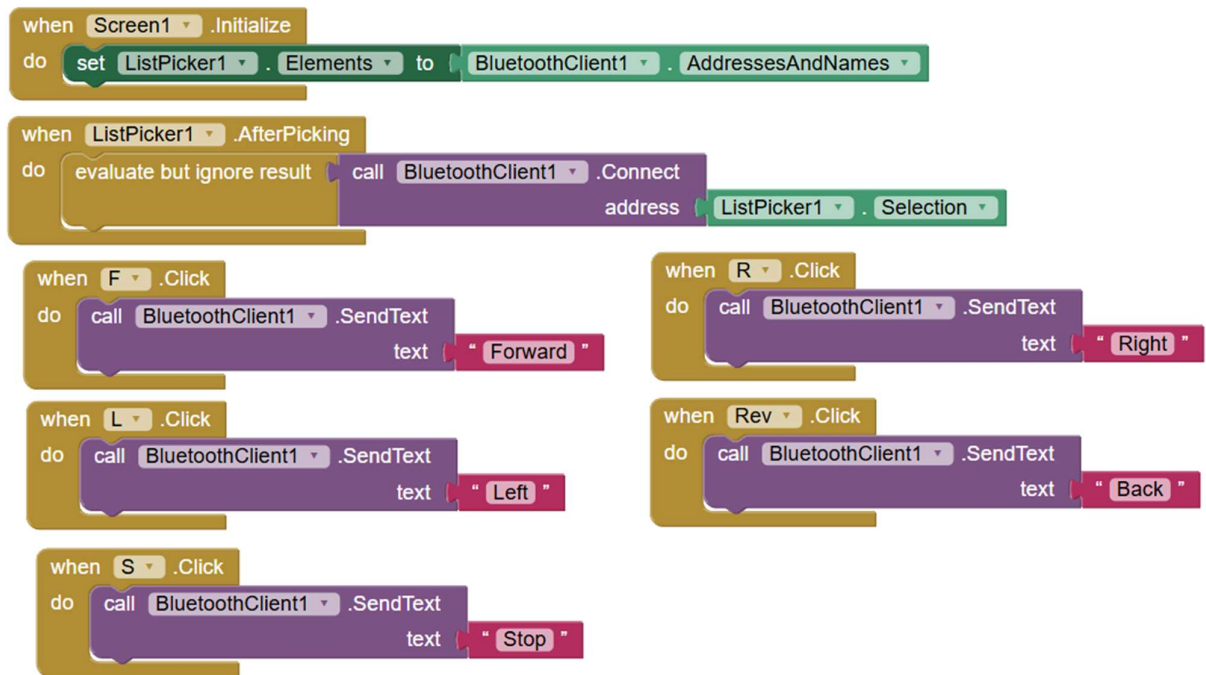 when Screen1 .Initialize
do set ListPicker1 . Elements to BluetoothClient1 . AddressesAndNames
when ListPicker1 .AfterPicking
do evaluate but ignore result call BluetoothClient1 .Connect
address ListPicker1 . Selection
when F .Click
do call BluetoothClient1 .SendText
text " Forward "
when R .Click
do call BluetoothClient1 .SendText
text " Right "
when L .Click
do call BluetoothClient1 .SendText
text " Left "
when Rev .Click
do call BluetoothClient1 .SendText
text " Back "
when S .Click
do call BluetoothClient1 .SendText
text " Stop "